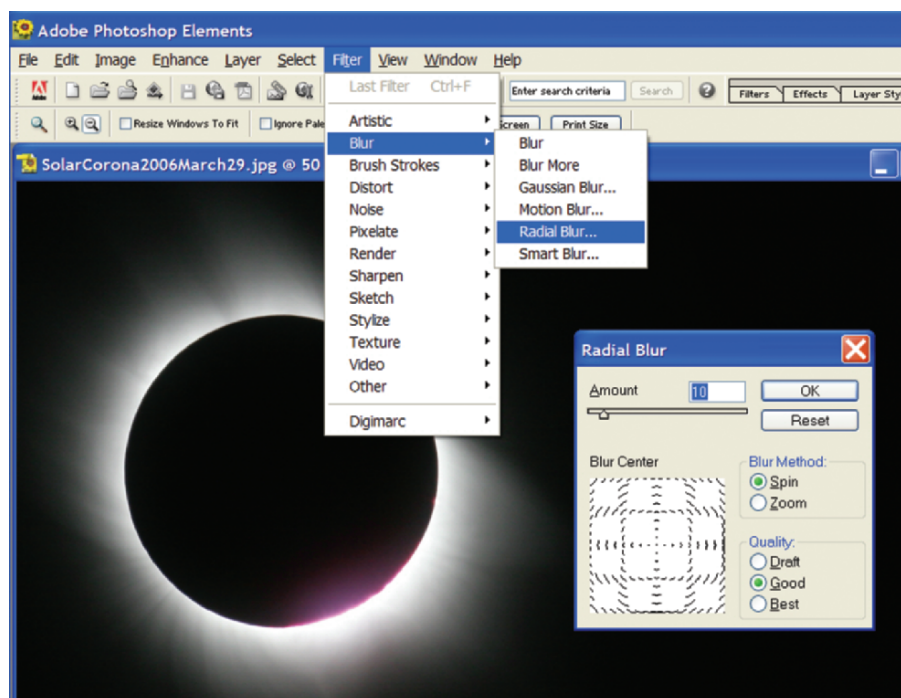 Adobe Photoshop Elements
File Edit Image Enhance Layer Select Filter View Window Help
Last Filter Ctrl+F
Enter search criteria Search
Filters Effects Layer Sty
Resize Windows To Fit Ignore Pale
Screen Print Size
SolarCorona2006March29.jpg @ 50
Artistic
Blur
Brush Strokes
Distort
Noise
Pixelate
Render
Sharpen
Sketch
Stylize
Texture
Video
Other
Digimarc
Blur
Blur More
Gaussian Blur...
Motion Blur...
Radial Blur...
Smart Blur...
Radial Blur
Amount 10 OK
Reset
Blur Center
Blur Method:
Spin
Zoom
Quality:
Draft
Good
Best